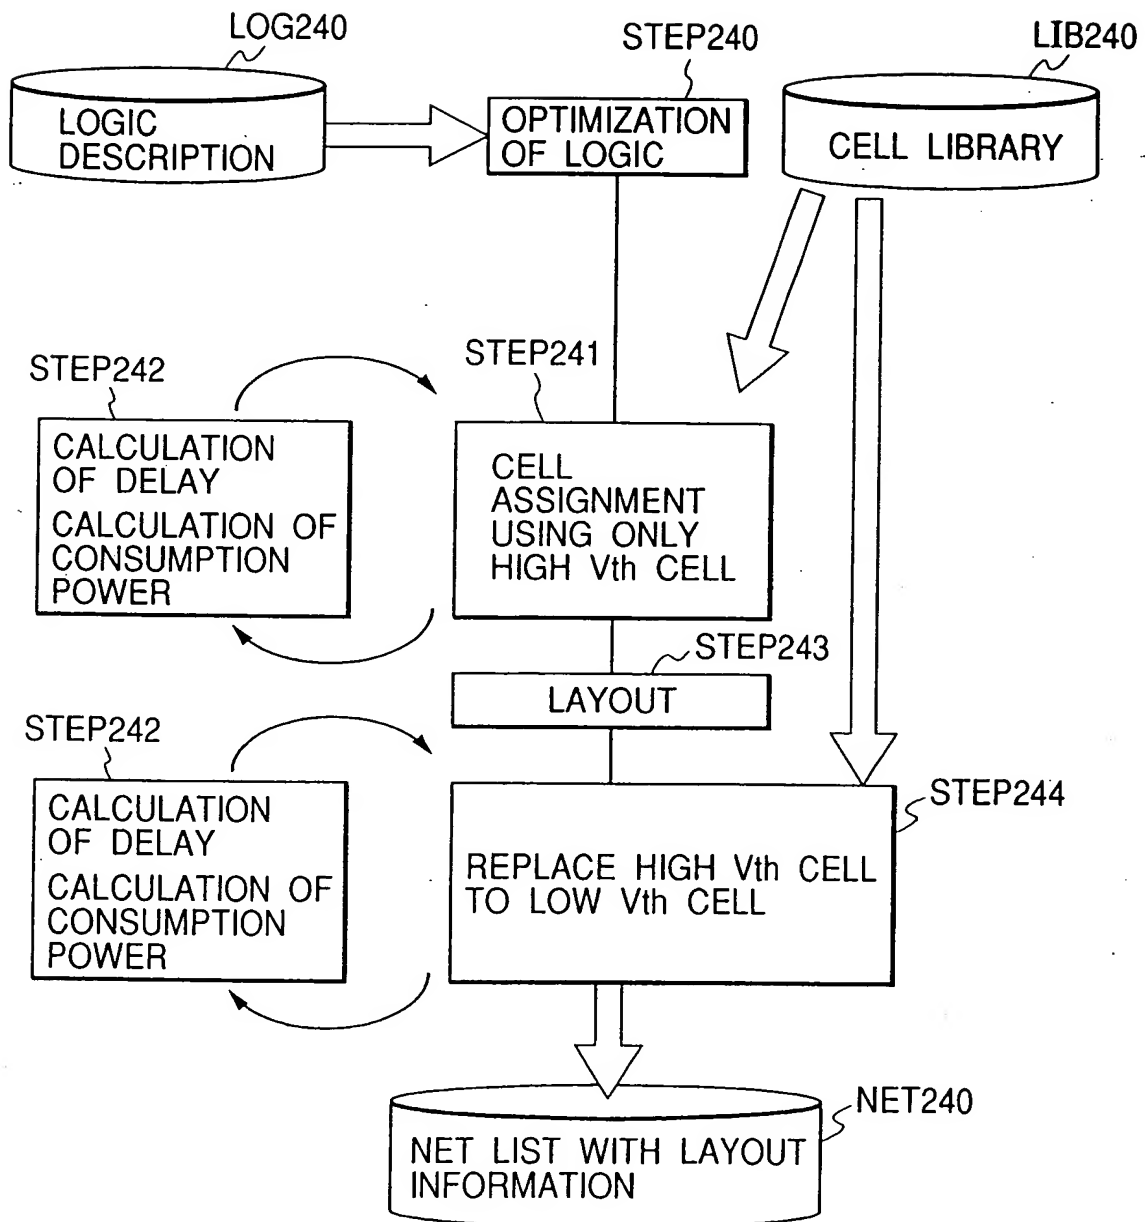 LOG240
STEP240
LIB240
LOGIC
DESCRIPTION
OPTIMIZATION
OF LOGIC
CELL LIBRARY
STEP242
STEP241
CALCULATION
OF DELAY
CALCULATION OF
CONSUMPTION
POWER
CELL
ASSIGNMENT
USING ONLY
HIGH Vth CELL
STEP243
LAYOUT
STEP242
CALCULATION
OF DELAY
CALCULATION OF
CONSUMPTION
POWER
STEP244
REPLACE HIGH Vth CELL
TO LOW Vth CELL
NET240
NET LIST WITH LAYOUT
INFORMATION